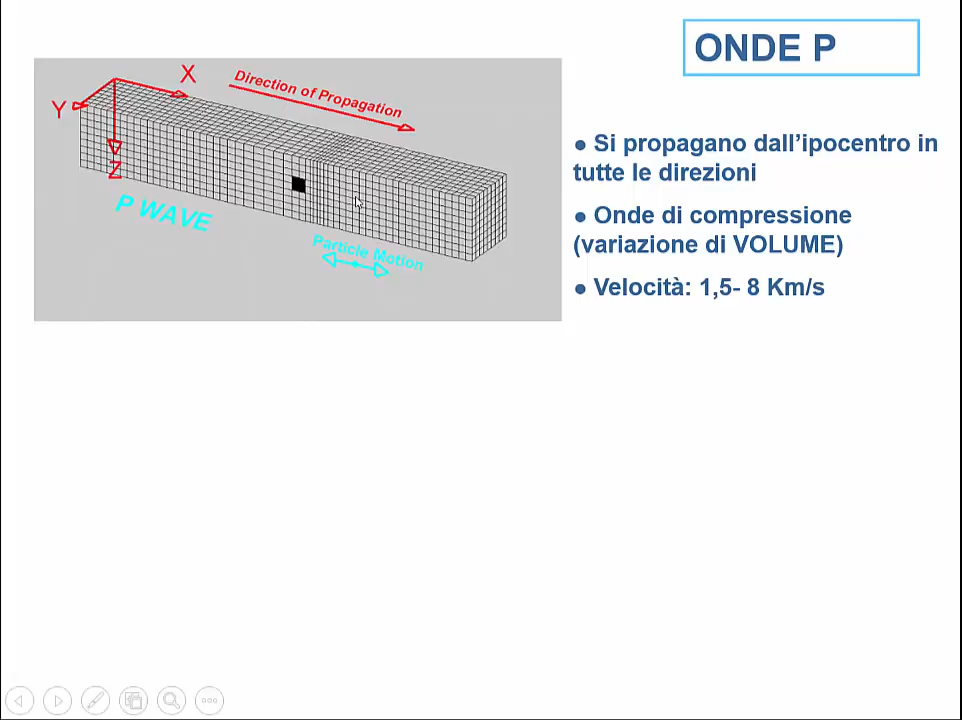 ONDE P
X
Direction of Propagation
Y
Z
P WAVE
Particle Motion
● Si propagano dall’ipocentro in
tutte le direzioni
● Onde di compressione
(variazione di VOLUME)
● Velocità: 1,5- 8 Km/s